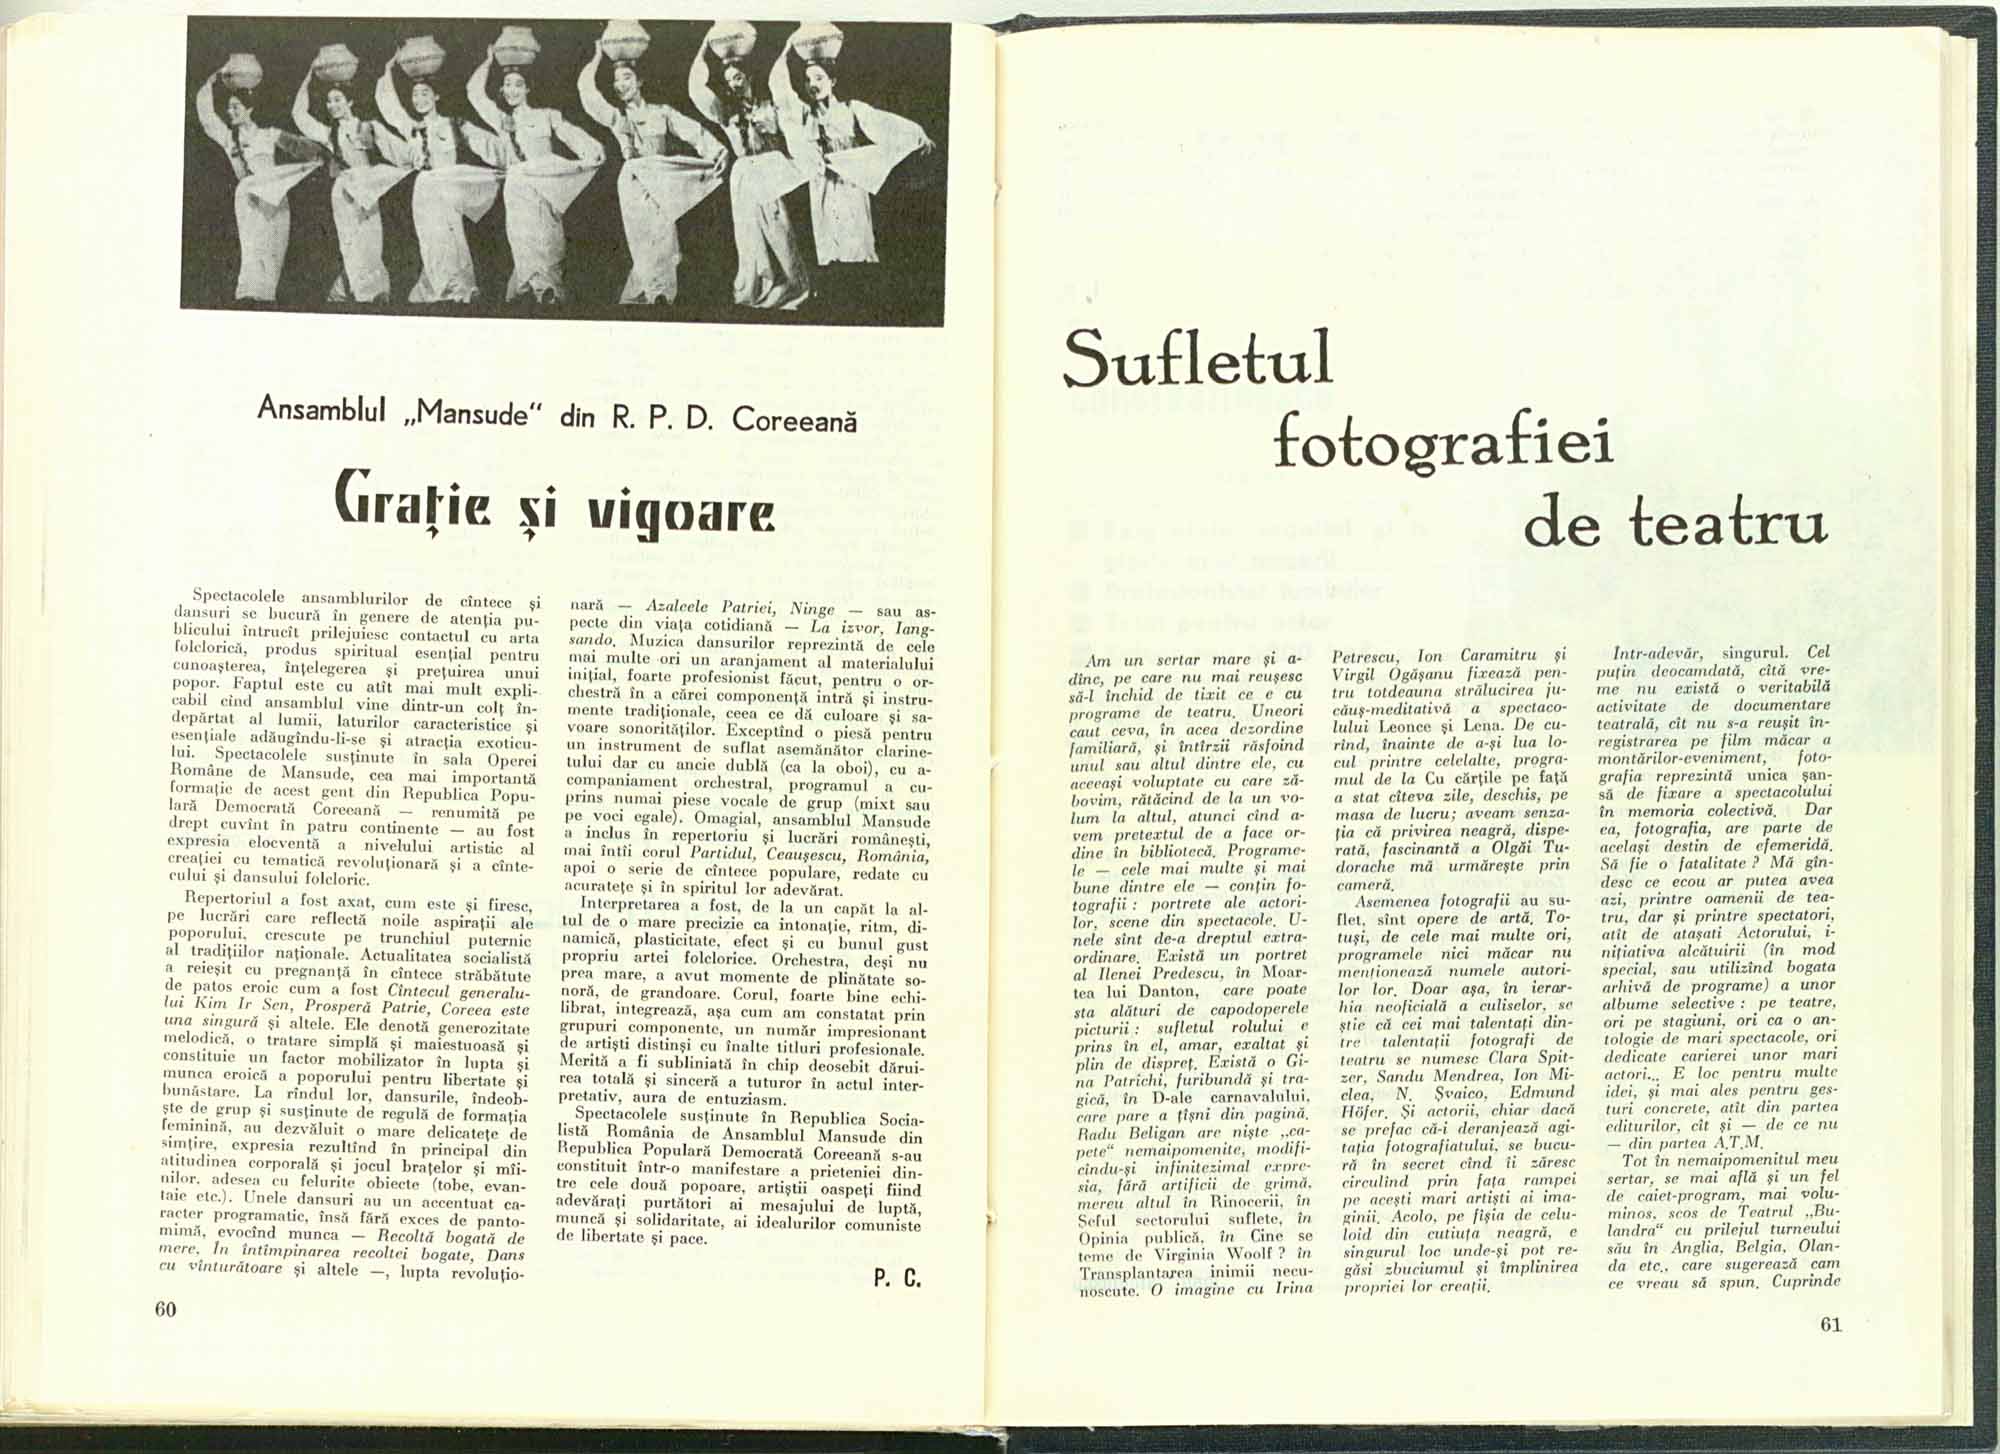 Ansamblul „Mansude" din R. P. D. Coreeană
Grație și vigoare
Spectacolele ansamblurilor de cîntece și
dansuri se bucură în genere de atenția pu-
blicului întrucît prilejuiesc contactul cu arta
folclorică, produs spiritual esențial pentru
cunoașterea, înțelegerea și prețuirea unui
popor. Faptul este cu atît mai mult expli-
cabil cind ansamblul vine dintr-un colț în-
depărtat al lumii, laturilor caracteristice și
esențiale adăugîndu-li-se și atracția exoticu-
lui. Spectacolele susținute în sala Operei
Române de Mansude, cea mai importantă
formație de acest gent din Republica Popu-
lară Democrată Coreeană — renumită pe
drept cuvînt în patru continente — au fost
expresia elocventă a nivelului artistic al
creației cu tematică revoluționară și a cînte-
cului și dansului folcloric.
Repertoriul a fost axat, cum este și firesc,
pe lucrări care reflectă noile aspirații ale
poporului, crescute pe trunchiul puternic
al tradițiilor naționale. Actualitatea socialistă
a reieșit cu pregnanță în cîntece străbătute
de patos eroic cum a fost Cîntecul generalu-
lui Kim Ir Sen, Prosperă Patrie, Coreea este
una singură și altele. Ele denotă generozitate
melodică, o tratare simplă și maiestuoasă și
constituie un factor mobilizator în lupta și
munca eroică a poporului pentru libertate și
bunăstare. La rîndul lor, dansurile, îndeob-
ște de grup și susținute de regulă de formația
feminină, au dezvăluit o mare delicatețe de
simțire, expresia rezultînd în principal din
atitudinea corporală și jocul brațelor și mîi-
nilor, adesea cu felurite obiecte (tobe, evan-
taie etc.). Unele dansuri au un accentuat ca-
racter programatic, însă fără exces de panto-
mimă, evocînd munca — Recoltă bogată de
mere, In întîmpinarea recoltei bogate, Dans
cu vînturătoare și altele —, lupta revoluțio-
nară — Azaleele Patriei, Ninge — sau as-
pecte din viața cotidiană — La izvor, Iang-
sando. Muzica dansurilor reprezintă de cele
mai multe ori un aranjament al materialului
inițial, foarte profesionist făcut, pentru o or-
chestră în a cărei componență intră și instru-
mente tradiționale, ceea ce dă culoare și sa-
voare sonorităților. Exceptînd o piesă pentru
un instrument de suflat asemănător clarine-
tului dar cu ancie dublă (ca la oboi), cu a-
companiament orchestral, programul a cu-
prins numai piese vocale de grup (mixt sau
pe voci egale). Omagial, ansamblul Mansude
a inclus în repertoriu și lucrări românești,
mai întîi corul Partidul, Ceaușescu, România,
apoi o serie de cîntece populare, redate cu
acuratețe și în spiritul lor adevărat.
Interpretarea a fost, de la un capăt la al-
tul de o mare precizie ca intonație, ritm, di-
namică, plasticitate, efect și cu bunul gust
propriu artei folclorice. Orchestra, deși nu
prea mare, a avut momente de plinătate so-
noră, de grandoare. Corul, foarte bine echi-
librat, integrează, așa cum am constatat prin
grupuri componente, un număr impresionant
de artiști distinși cu înalte titluri profesionale.
Merită a fi subliniată în chip deosebit dărui-
rea totală și sinceră a tuturor în actul inter-
pretativ, aura de entuziasm.
Spectacolele susținute în Republica Socia-
listă România de Ansamblul Mansude din
Republica Populară Democrată Coreeană s-au
constituit într-o manifestare a prieteniei din-
tre cele două popoare, artiștii oaspeți fiind
adevărați purtători ai mesajului de luptă,
muncă și solidaritate, ai idealurilor comuniste
de libertate și pace.
P. C.
60
Sufletul
fotografiei
de teatru
Am un sertar mare și a-
dînc, pe care nu mai reușesc
să-l închid de tixit ce e cu
programe de teatru. Uneori
caut ceva, în acea dezordine
familiară, și întîrzii răsfoind
unul sau altul dintre ele, cu
aceeași voluptate cu care ză-
bovim, rătăcind de la un vo-
lum la altul, atunci cînd a-
vem pretextul de a face or-
dine în bibliotecă. Programe-
le — cele mai multe și mai
bune dintre ele — conțin fo-
tografii : portrete ale actori-
lor, scene din spectacole. U-
nele sînt de-a dreptul extra-
ordinare. Există un portret
al Ilenei Predescu, în Moar-
tea lui Danton, care poate
sta alături de capodoperele
picturii : sufletul rolului e
prins în el, amar, exaltat și
plin de dispreț. Există o Gi-
na Patrichi, furibundă și tra-
gică, în D-ale carnavalului,
care pare a țîșni din pagină.
Radu Beligan are niște „ca-
pete" nemaipomenite, modifi-
cîndu-și infinitezimal expre-
sia, fără artificii de grimă,
mereu altul în Rinocerii, în
Șeful sectorului suflete, în
Opinia publică, în Cine se
teme de Virginia Woolf ? în
Transplantarea inimii necu-
noscute. O imagine cu Irina
Petrescu, Ion Caramitru și
Virgil Ogășanu fixează pen-
tru totdeauna strălucirea ju-
căuș-meditativă a spectaco-
lului Leonce și Lena. De cu-
rînd, înainte de a-și lua lo-
cul printre celelalte, progra-
mul de la Cu cărțile pe față
a stat cîteva zile, deschis, pe
masa de lucru; aveam senza-
ția că privirea neagră, dispe-
rată, fascinantă a Olgăi Tu-
dorache mă urmărește prin
cameră.
Asemenea fotografii au su-
flet, sînt opere de artă. To-
tuși, de cele mai multe ori,
programele nici măcar nu
menționează numele autori-
lor lor. Doar așa, în ierar-
hia neoficială a culiselor, se
știe că cei mai talentați din-
tre talentații fotografi de
teatru se numesc Clara Spit-
zer, Sandu Mendrea, Ion Mi-
clea, N. Șvaico, Edmund
Höfer. Și actorii, chiar dacă
se prefac că-i deranjează agi-
tația fotografiatului, se bucu-
ră în secret cînd îi zăresc
circulind prin fața rampei
pe acești mari artiști ai ima-
ginii. Acolo, pe fîșia de celu-
loid din cutiuța neagră, e
singurul loc unde-și pot re-
găsi zbuciumul și împlinirea
propriei lor creații.
Intr-adevăr, singurul. Cel
puțin deocamdată, cîtă vre-
me nu există o veritabilă
activitate de documentare
teatrală, cît nu s-a reușit în-
registrarea pe film măcar a
montărilor-eveniment, foto-
grafia reprezintă unica șan-
să de fixare a spectacolului
în memoria colectivă. Dar
ea, fotografia, are parte de
același destin de efemeridă.
Să fie o fatalitate ? Mă gîn-
desc ce ecou ar putea avea
azi, printre oamenii de tea-
tru, dar și printre spectatori,
atît de atașați Actorului, i-
nițiativa alcătuirii (în mod
special, sau utilizînd bogata
arhivă de programe) a unor
albume selective : pe teatre,
ori pe stagiuni, ori ca o an-
tologie de mari spectacole, ori
dedicate carierei unor mari
actori... E loc pentru multe
idei, și mai ales pentru ges-
turi concrete, atît din partea
editurilor, cît și — de ce nu
— din partea A.T.M.
Tot în nemaipomenitul meu
sertar, se mai află și un fel
de caiet-program, mai volu-
minos, scos de Teatrul „Bu-
landra" cu prilejul turneului
său în Anglia, Belgia, Olan-
da etc., care sugerează cam
ce vreau să spun. Cuprinde
61